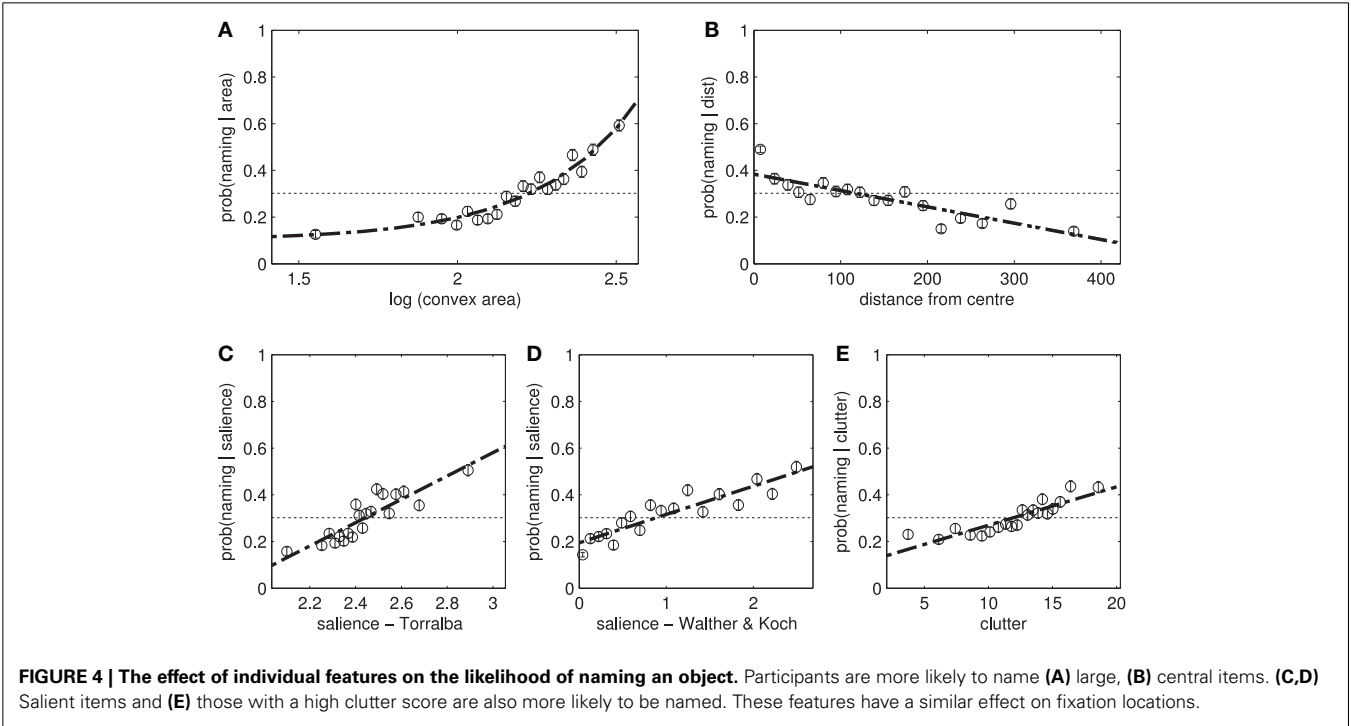 A
B
1
0.8
0.6
0.4
0.2
0
prob(naming | area)
1.5 2 2.5
log (convex area)
1
0.8
0.6
0.4
0.2
0
prob(naming | dist)
0 100 200 300 400
distance from centre
C
D
E
1
0.8
0.6
0.4
0.2
0
prob(naming | salience)
2.2 2.4 2.6 2.8 3
salience – Torralba
1
0.8
0.6
0.4
0.2
0
prob(naming | salience)
0 1 2
salience – Walther & Koch
1
0.8
0.6
0.4
0.2
0
prob(naming | clutter)
5 10 15 20
clutter
FIGURE 4 | The effect of individual features on the likelihood of naming an object. Participants are more likely to name (A) large, (B) central items. (C,D)
Salient items and (E) those with a high clutter score are also more likely to be named. These features have a similar effect on fixation locations.